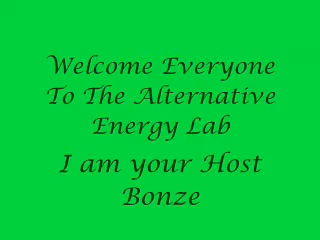 Welcome Everyone
To The Alternative
Energy Lab
I am your Host
Bonze